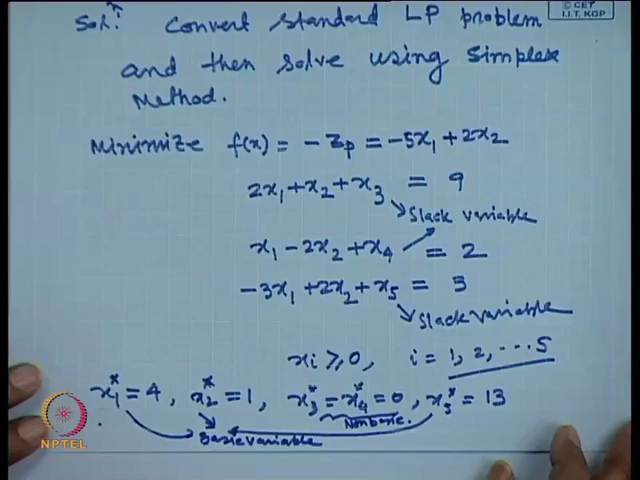 Sol: Convert standard LP problem
© CET
I.I.T. KGP
and then solve using Simplex
Method.
Minimize f(x) = -Zp = -5x1 + 2x2
2x1 + x2 + x3 = 9
Slack variable
x1 - 2x2 + x4 = 2
-3x1 + 2x2 + x5 = 3
Slack variable
xi ≥ 0, i = 1, 2, ... 5
x1* = 4, x2* = 1, x3* = x4* = 0, x5* = 13
Nonbasic.
Basic variable
NPTEL